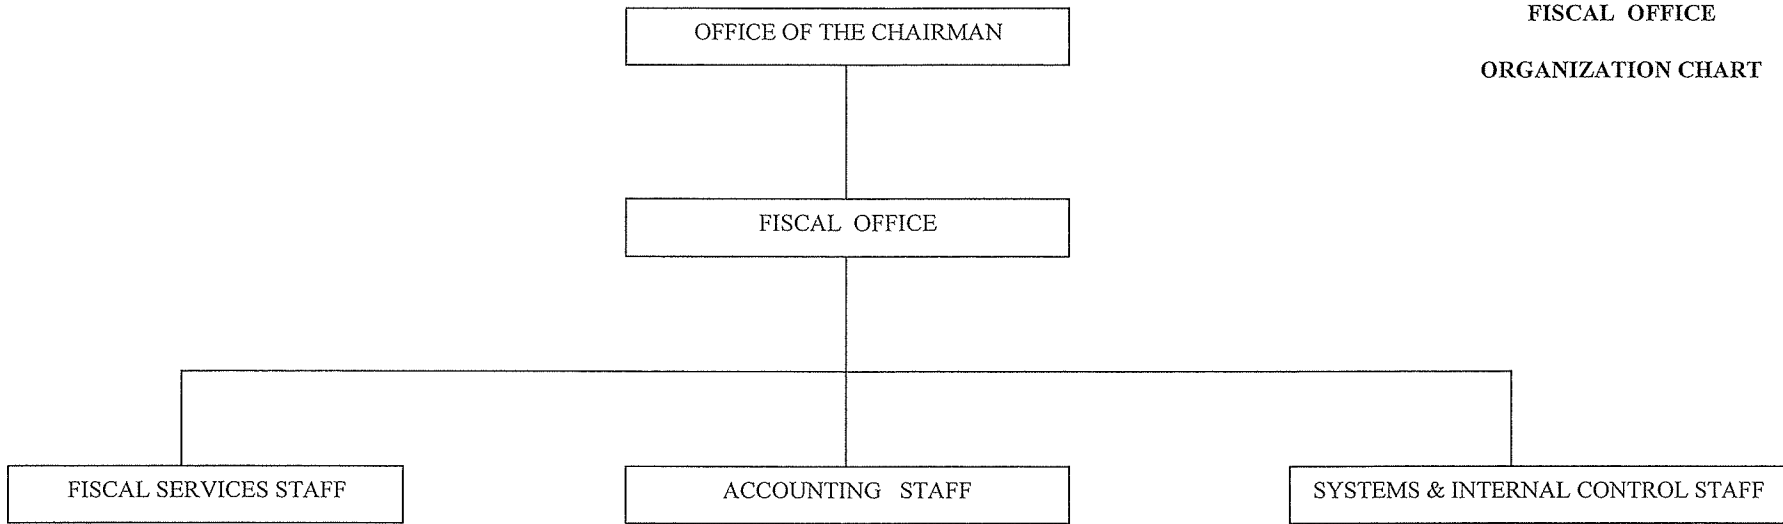 FISCAL OFFICE
ORGANIZATION CHART
OFFICE OF THE CHAIRMAN
FISCAL OFFICE
FISCAL SERVICES STAFF
ACCOUNTING STAFF
SYSTEMS & INTERNAL CONTROL STAFF